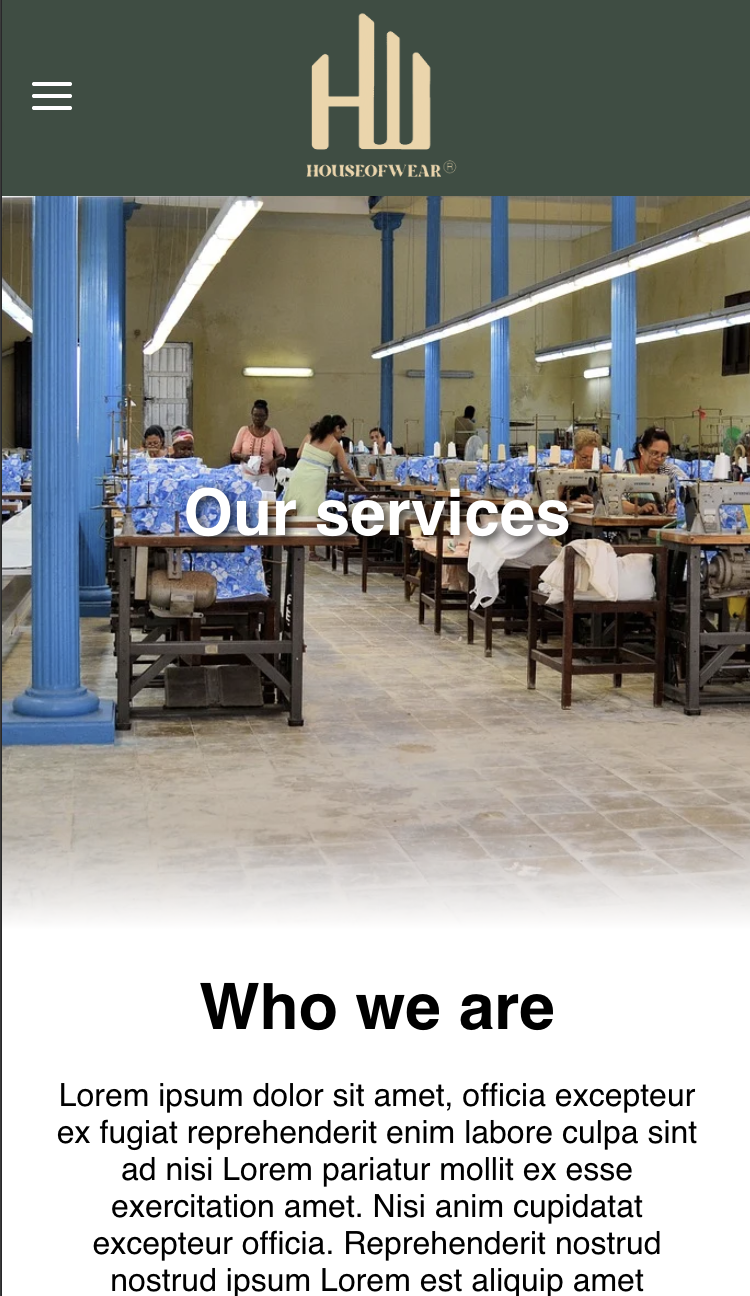 HW
HOUSEOFWEAR®
Our services
Who we are
Lorem ipsum dolor sit amet, officia excepteur
ex fugiat reprehenderit enim labore culpa sint
ad nisi Lorem pariatur mollit ex esse
exercitation amet. Nisi anim cupidatat
excepteur officia. Reprehenderit nostrud
nostrud ipsum Lorem est aliquip amet